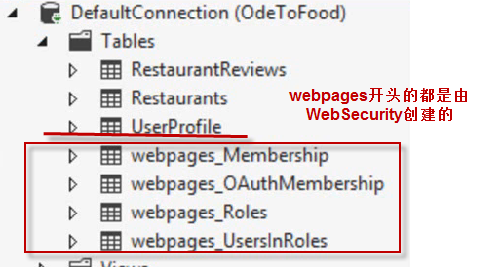 DefaultConnection (OdeToFood)
Tables
RestaurantReviews
Restaurants
UserProfile
webpages_Membership
webpages_OAuthMembership
webpages_Roles
webpages_UsersInRoles
Views
webpages开头的都是由
WebSecurity创建的